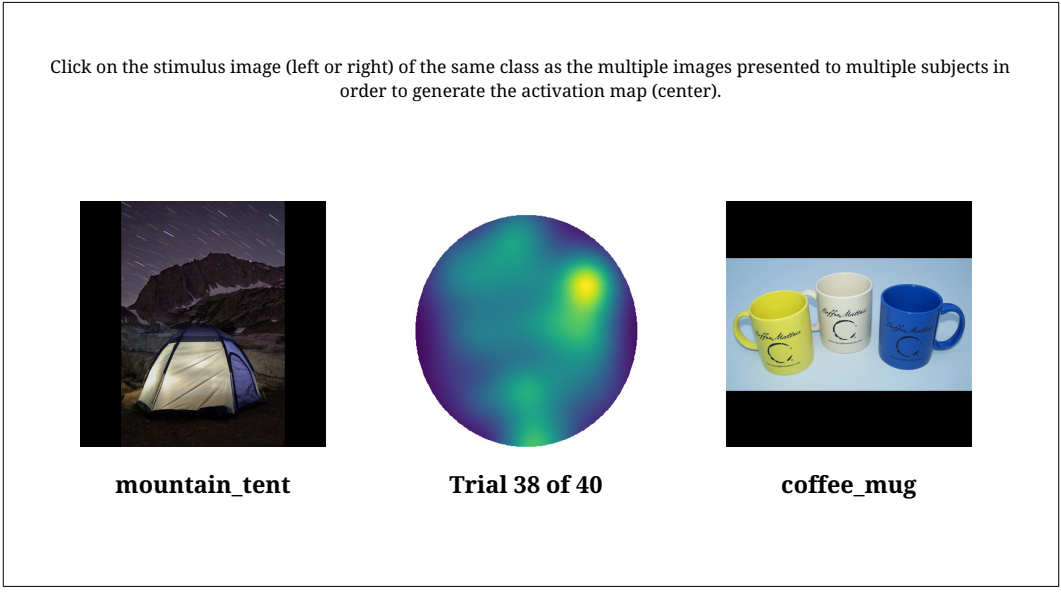 Click on the stimulus image (left or right) of the same class as the multiple images presented to multiple subjects in
order to generate the activation map (center).
mountain_tent
Trial 38 of 40
coffee_mug